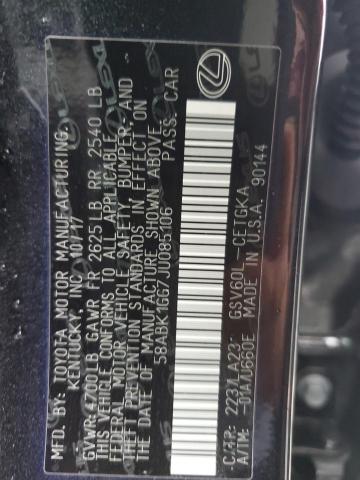 MFD. BY: TOYOTA MOTOR MANUFACTURING.
KENTUCKY, INC. 10/17
GVWR 4700LB GAWR FR 2625LB RR 2540 LB
THIS VEHICLE CONFORMS TO ALL APPLICABLE
FEDERAL MOTOR VEHICLE SAFETY, BUMPER, AND
THEFT PREVENTION STANDARDS IN EFFECT ON
THE DATE OF MANUFACTURE SHOWN ABOVE.
58ABK1GG7JU085106 PASS. CAR
C/TR: 223/LA22 GSV60L-CETGKA
A/TM: -01A/U660E MADE IN U.S.A. 90144
LEXUS